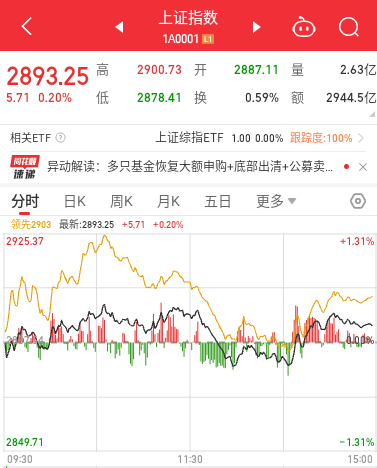 上证指数
1A0001 L1
2893.25 高 2900.73 开 2887.11 量 2.63亿
5.71 0.20% 低 2878.41 换 0.59% 额 2944.5亿
相关ETF ? 上证综指ETF 1.00 0.00% 跟踪度:100%
同花顺
速递 异动解读：多只基金恢复大额申购+底部出清+公募卖...
分时 日K 周K 月K 五日 更多
领先2903 最新:2893.25 +5.71 +0.20%
2925.37 +1.31%
0.00%
2849.71 -1.31%
09:30 11:30 15:00